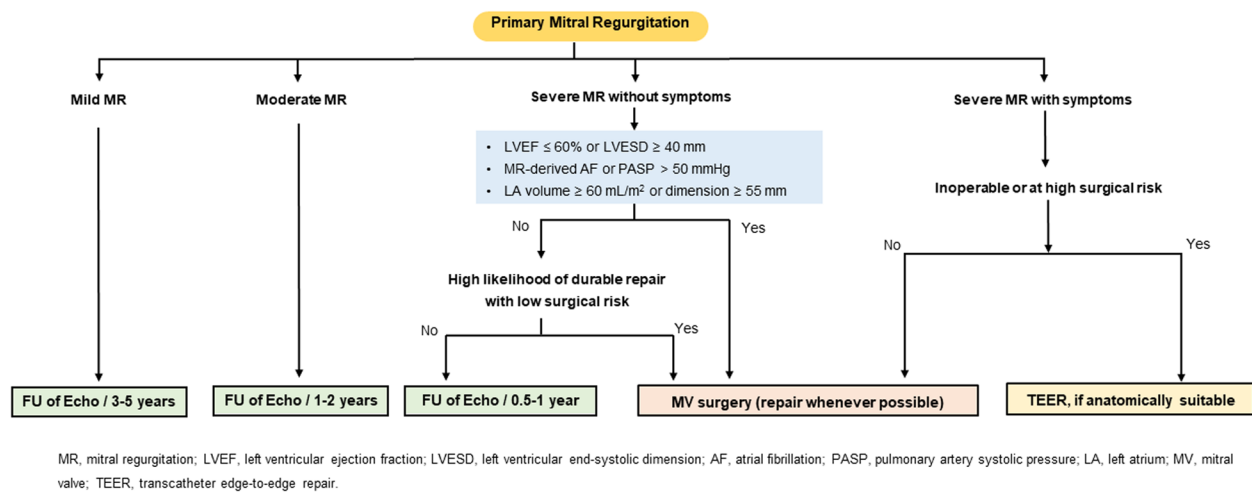 Primary Mitral Regurgitation
Mild MR
Moderate MR
Severe MR without symptoms
Severe MR with symptoms
• LVEF ≤ 60% or LVESD ≥ 40 mm
• MR-derived AF or PASP > 50 mmHg
• LA volume ≥ 60 mL/m² or dimension ≥ 55 mm
Inoperable or at high surgical risk
No
Yes
No
Yes
High likelihood of durable repair
with low surgical risk
No
Yes
FU of Echo / 3-5 years
FU of Echo / 1-2 years
FU of Echo / 0.5-1 year
MV surgery (repair whenever possible)
TEER, if anatomically suitable
MR, mitral regurgitation; LVEF, left ventricular ejection fraction; LVESD, left ventricular end-systolic dimension; AF, atrial fibrillation; PASP, pulmonary artery systolic pressure; LA, left atrium; MV, mitral
valve; TEER, transcatheter edge-to-edge repair.